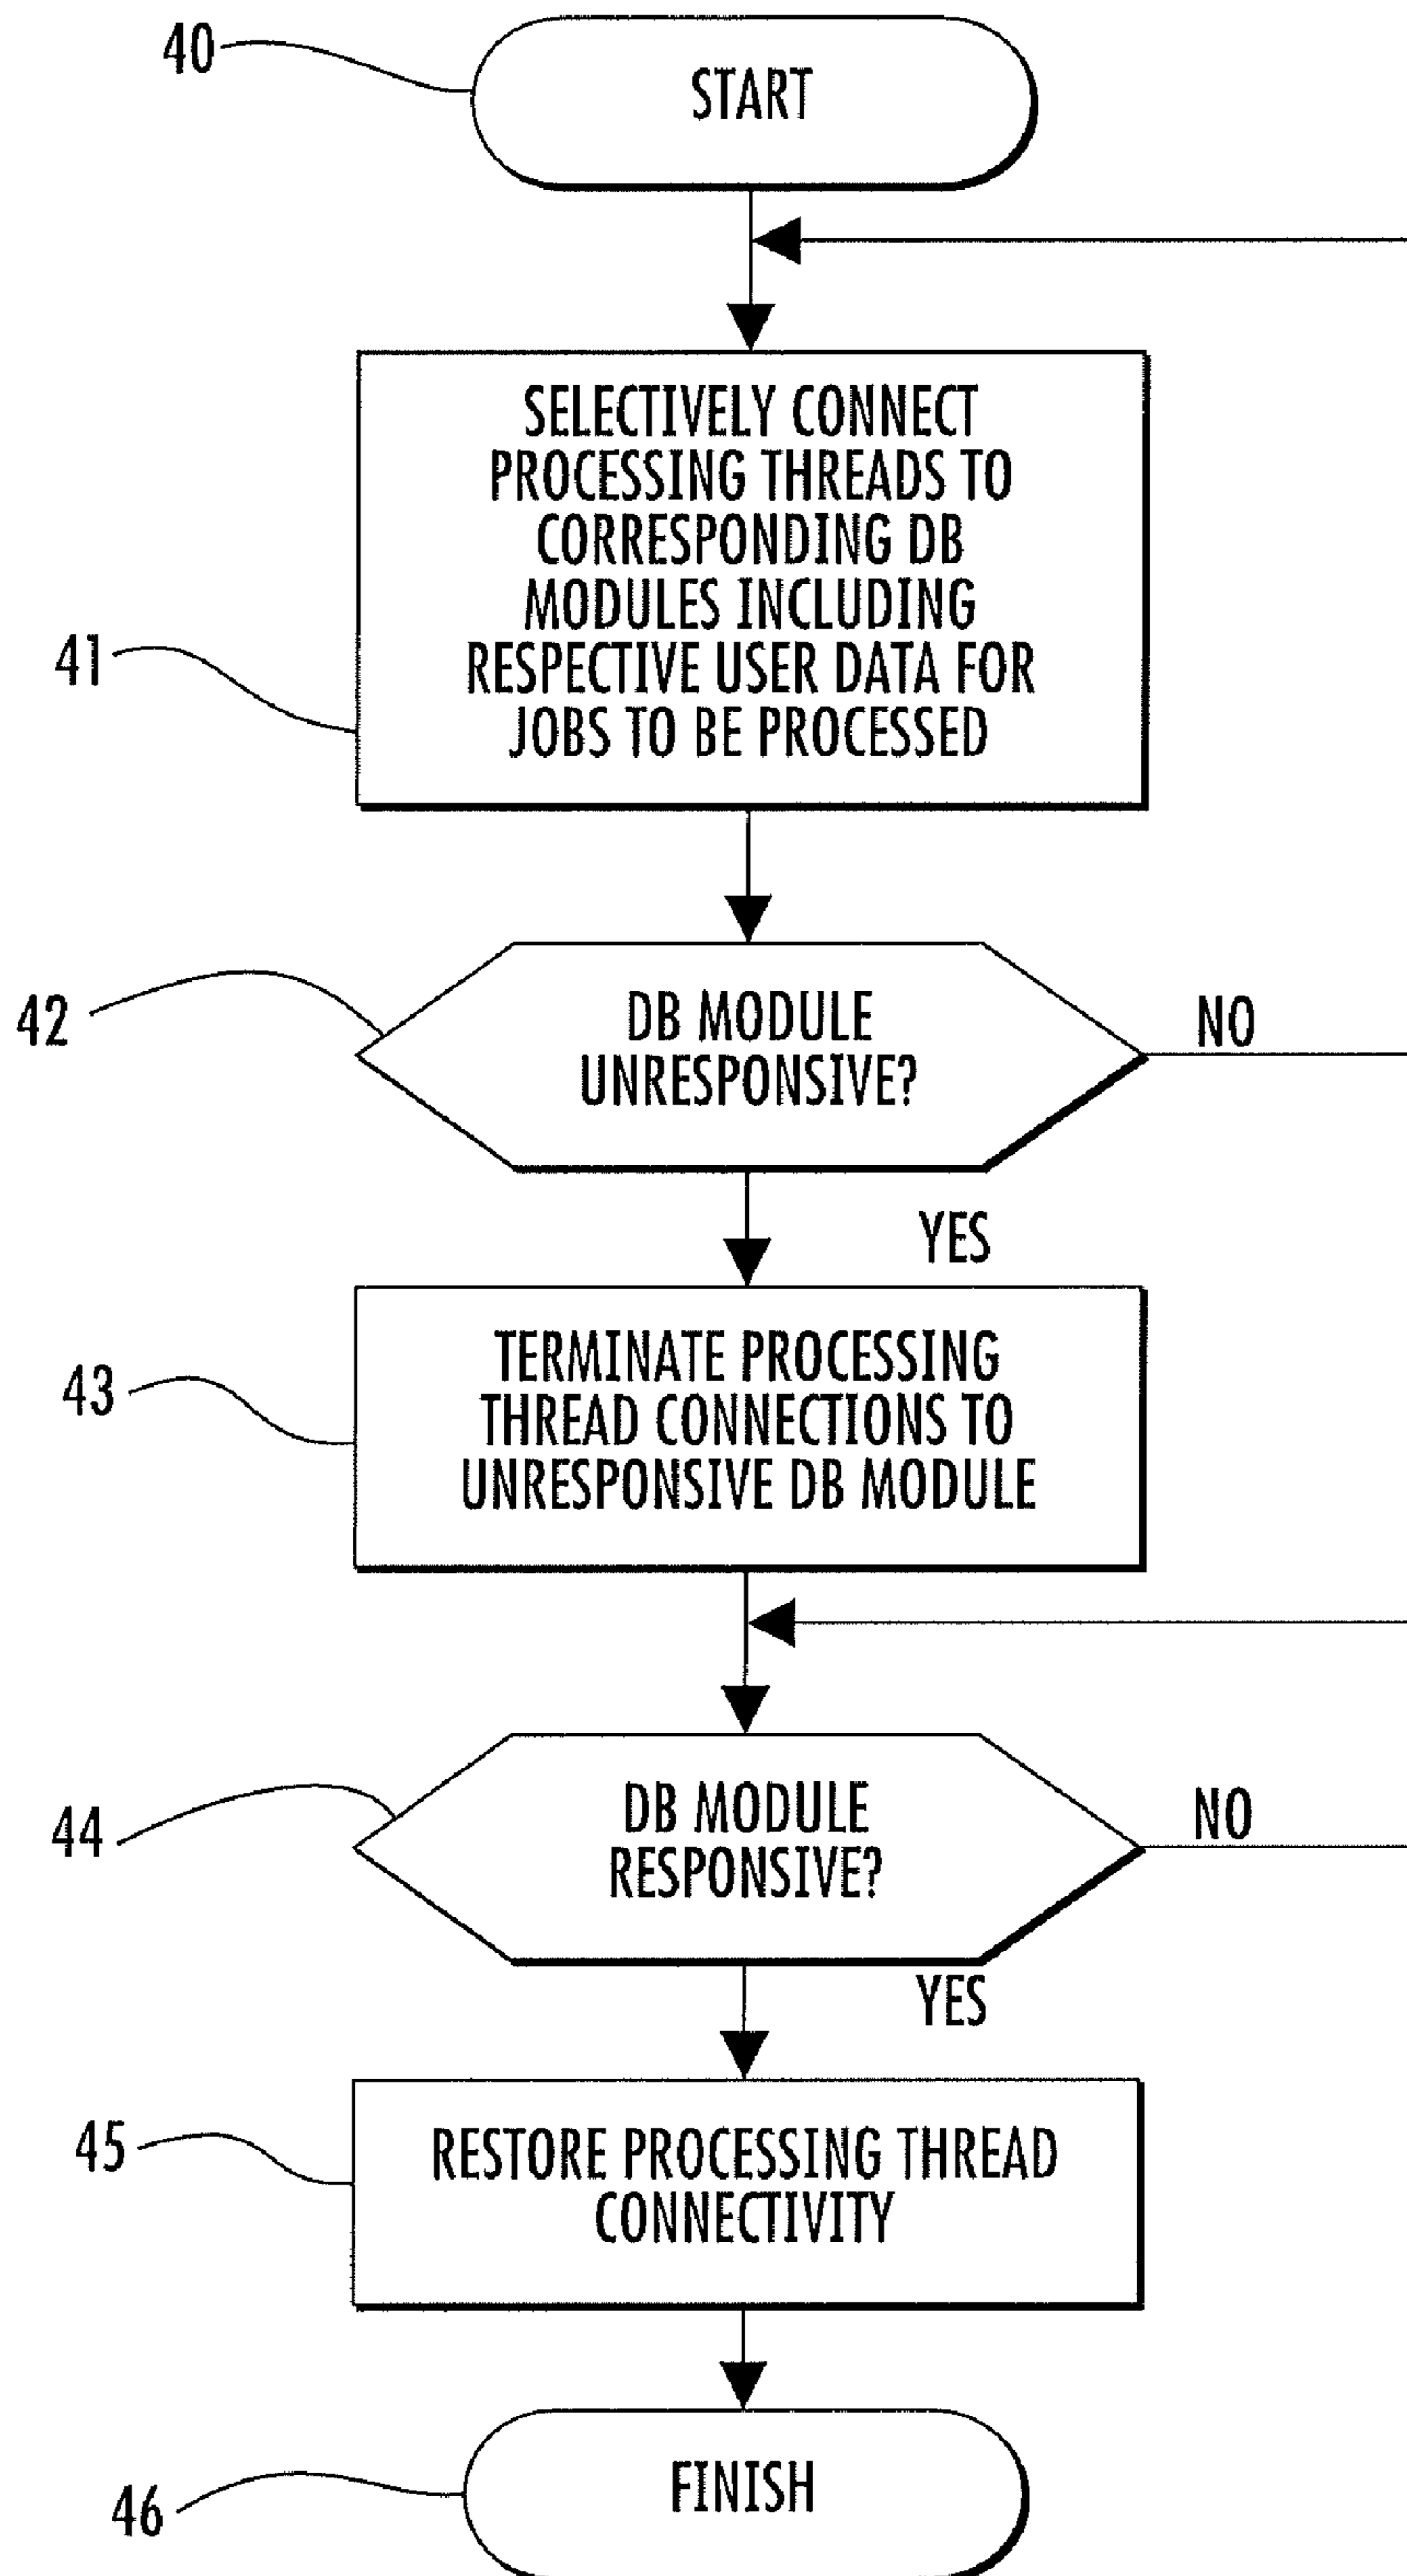 40
START
SELECTIVELY CONNECT
PROCESSING THREADS TO
CORRESPONDING DB
MODULES INCLUDING
RESPECTIVE USER DATA FOR
JOBS TO BE PROCESSED
41
42
DB MODULE
UNRESPONSIVE?
NO
YES
43
TERMINATE PROCESSING
THREAD CONNECTIONS TO
UNRESPONSIVE DB MODULE
44
DB MODULE
RESPONSIVE?
NO
YES
45
RESTORE PROCESSING THREAD
CONNECTIVITY
46
FINISH